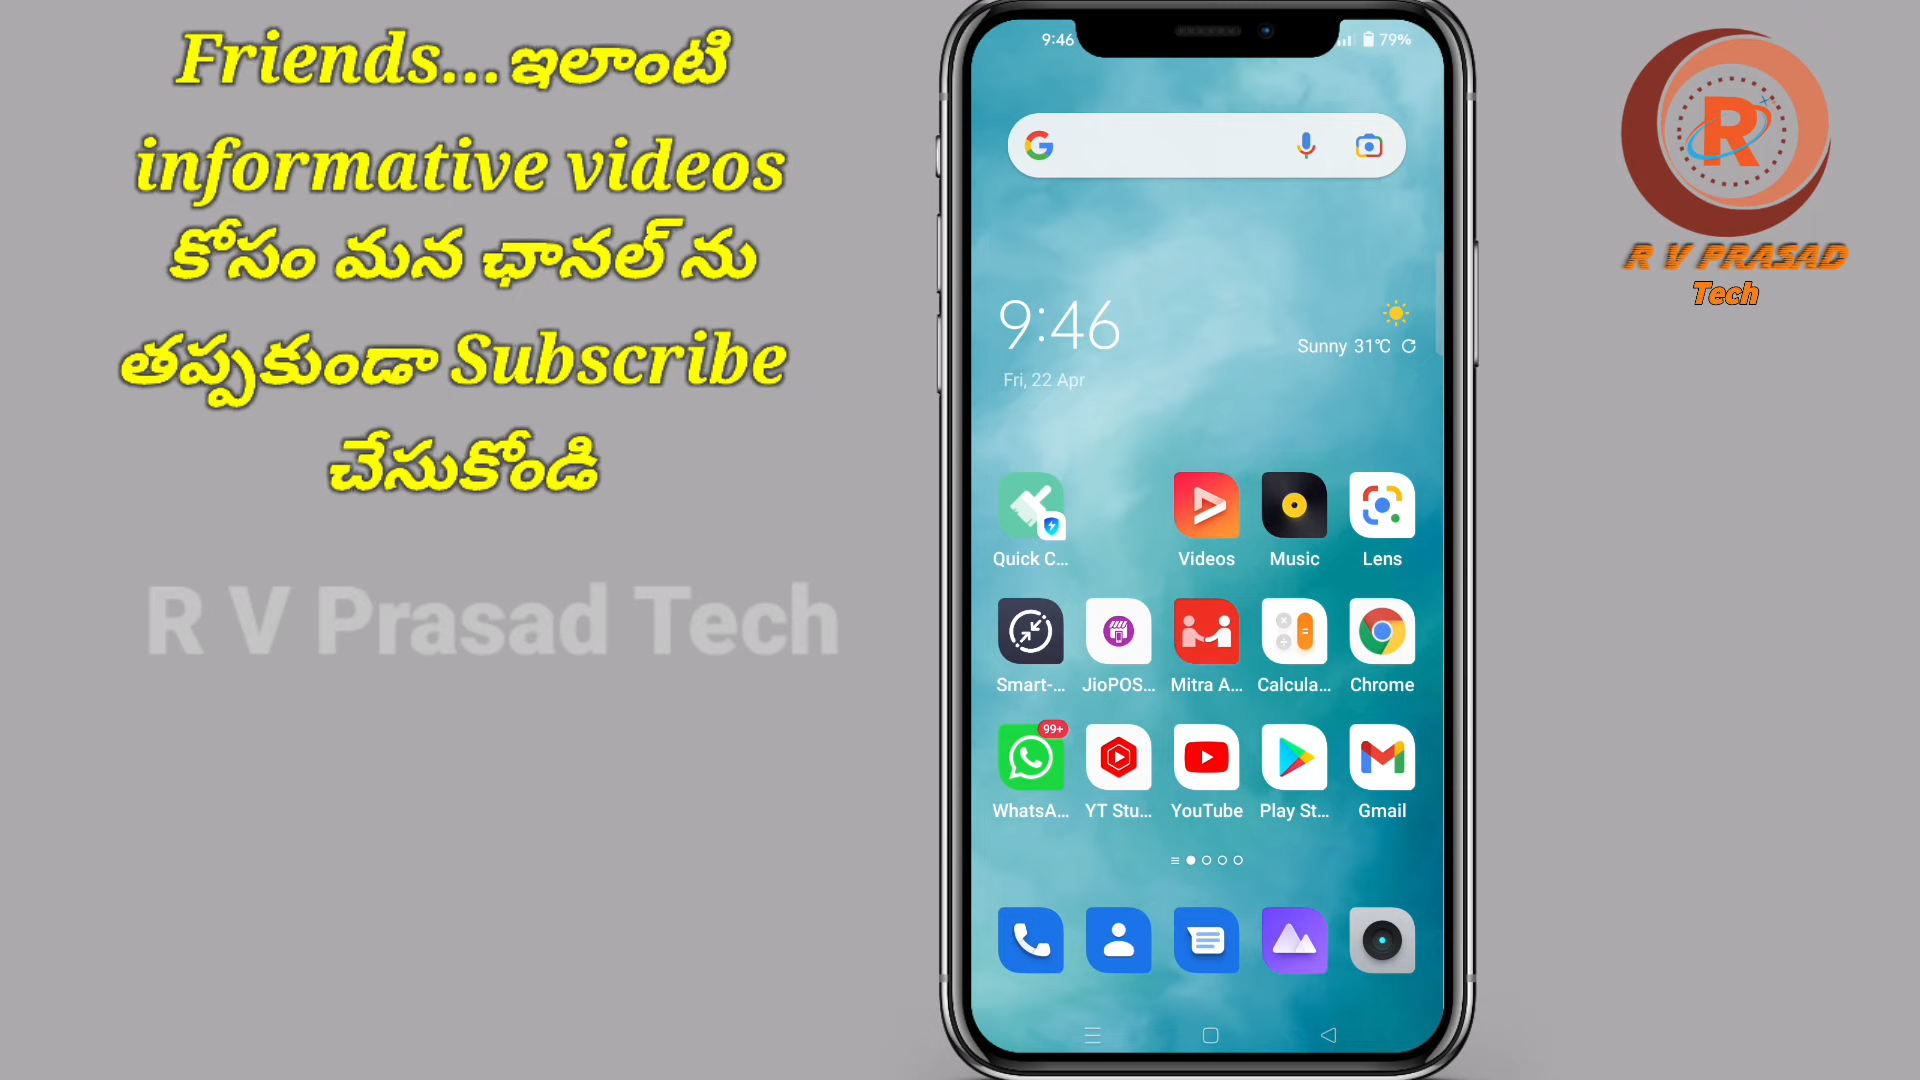 Friends...ఇలాంటి
informative videos
కోసం మన ఛానల్ ను
తప్పకుండా Subscribe
చేసుకోండి
R V Prasad Tech
9:46
79%
9:46
Fri, 22 Apr
Sunny 31°C
Quick C...
Videos
Music
Lens
Smart-...
JioPOS...
Mitra A...
Calcula...
Chrome
99+
WhatsA...
YT Stu...
YouTube
Play St...
Gmail
R
R V PRASAD
Tech